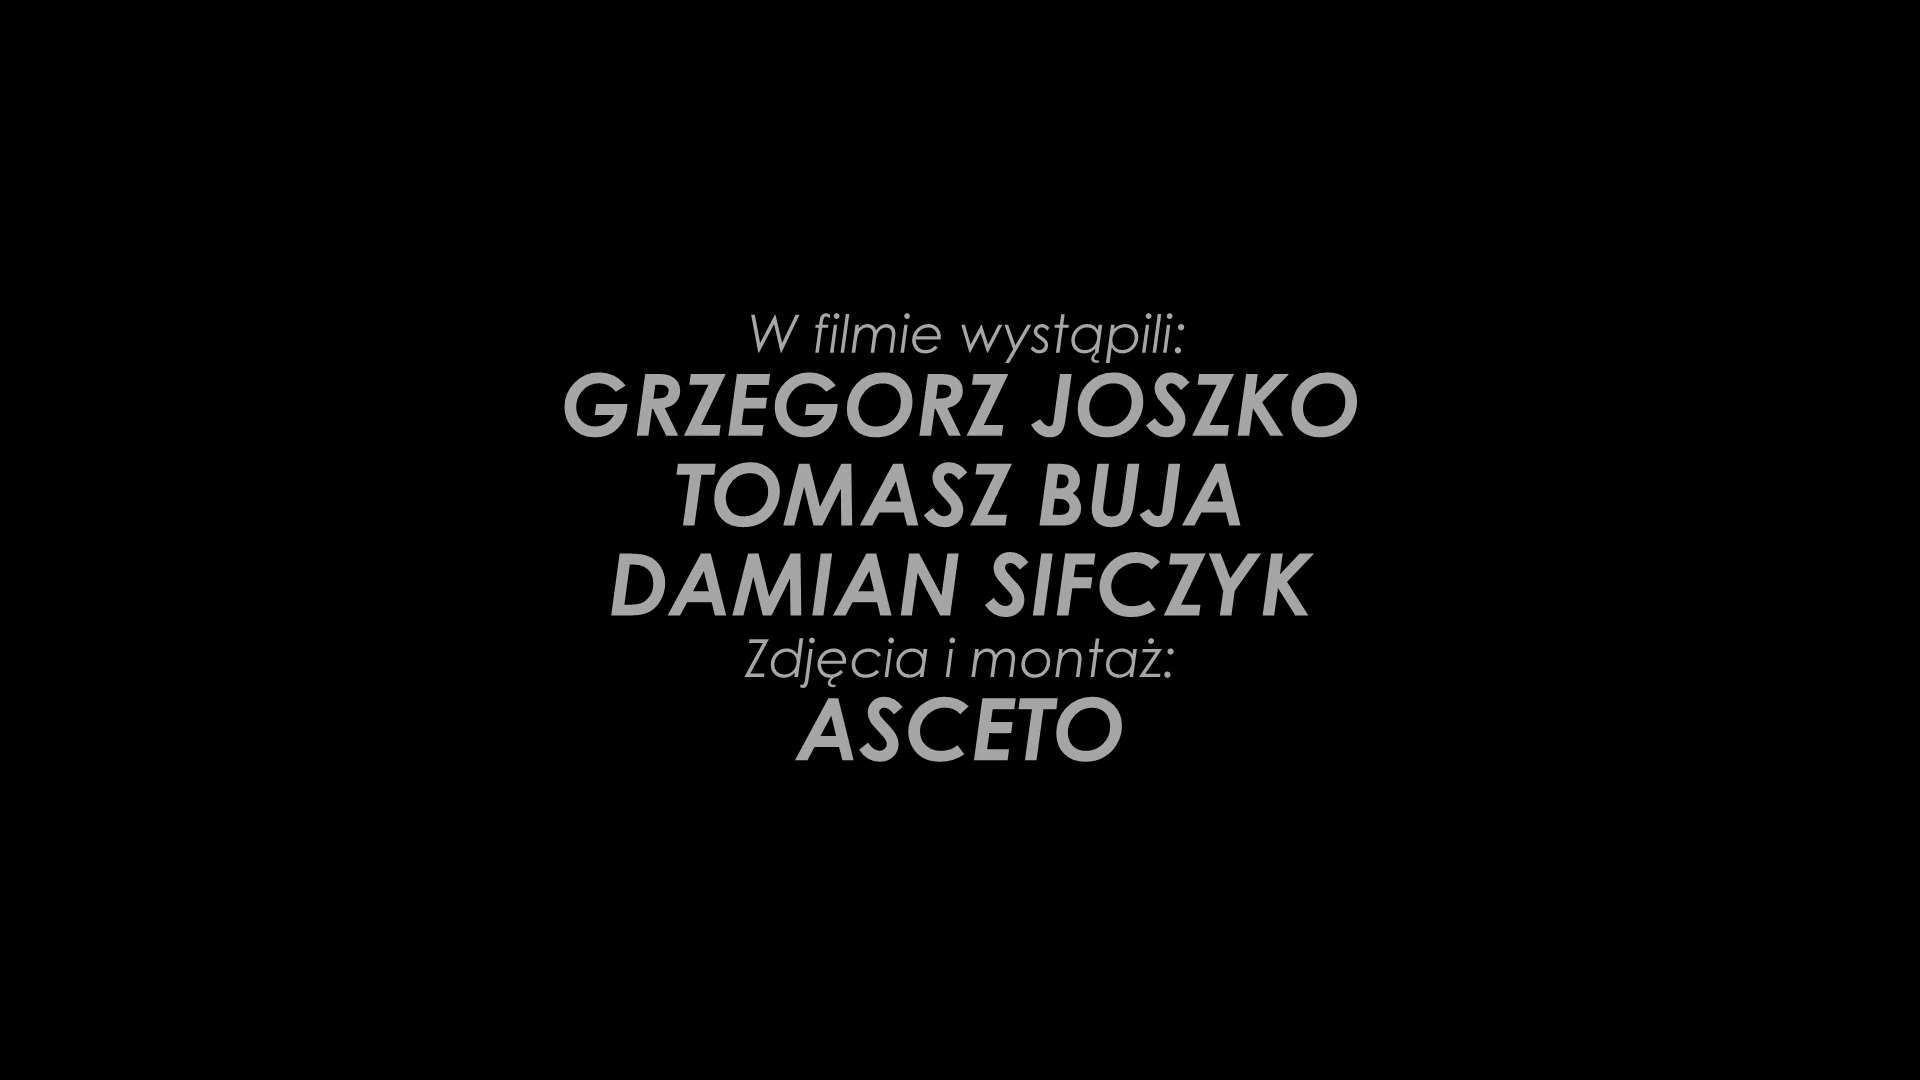 W filmie wystąpili:
GRZEGORZ JOSZKO
TOMASZ BUJA
DAMIAN SIFCZYK
Zdjęcia i montaż:
ASCETO